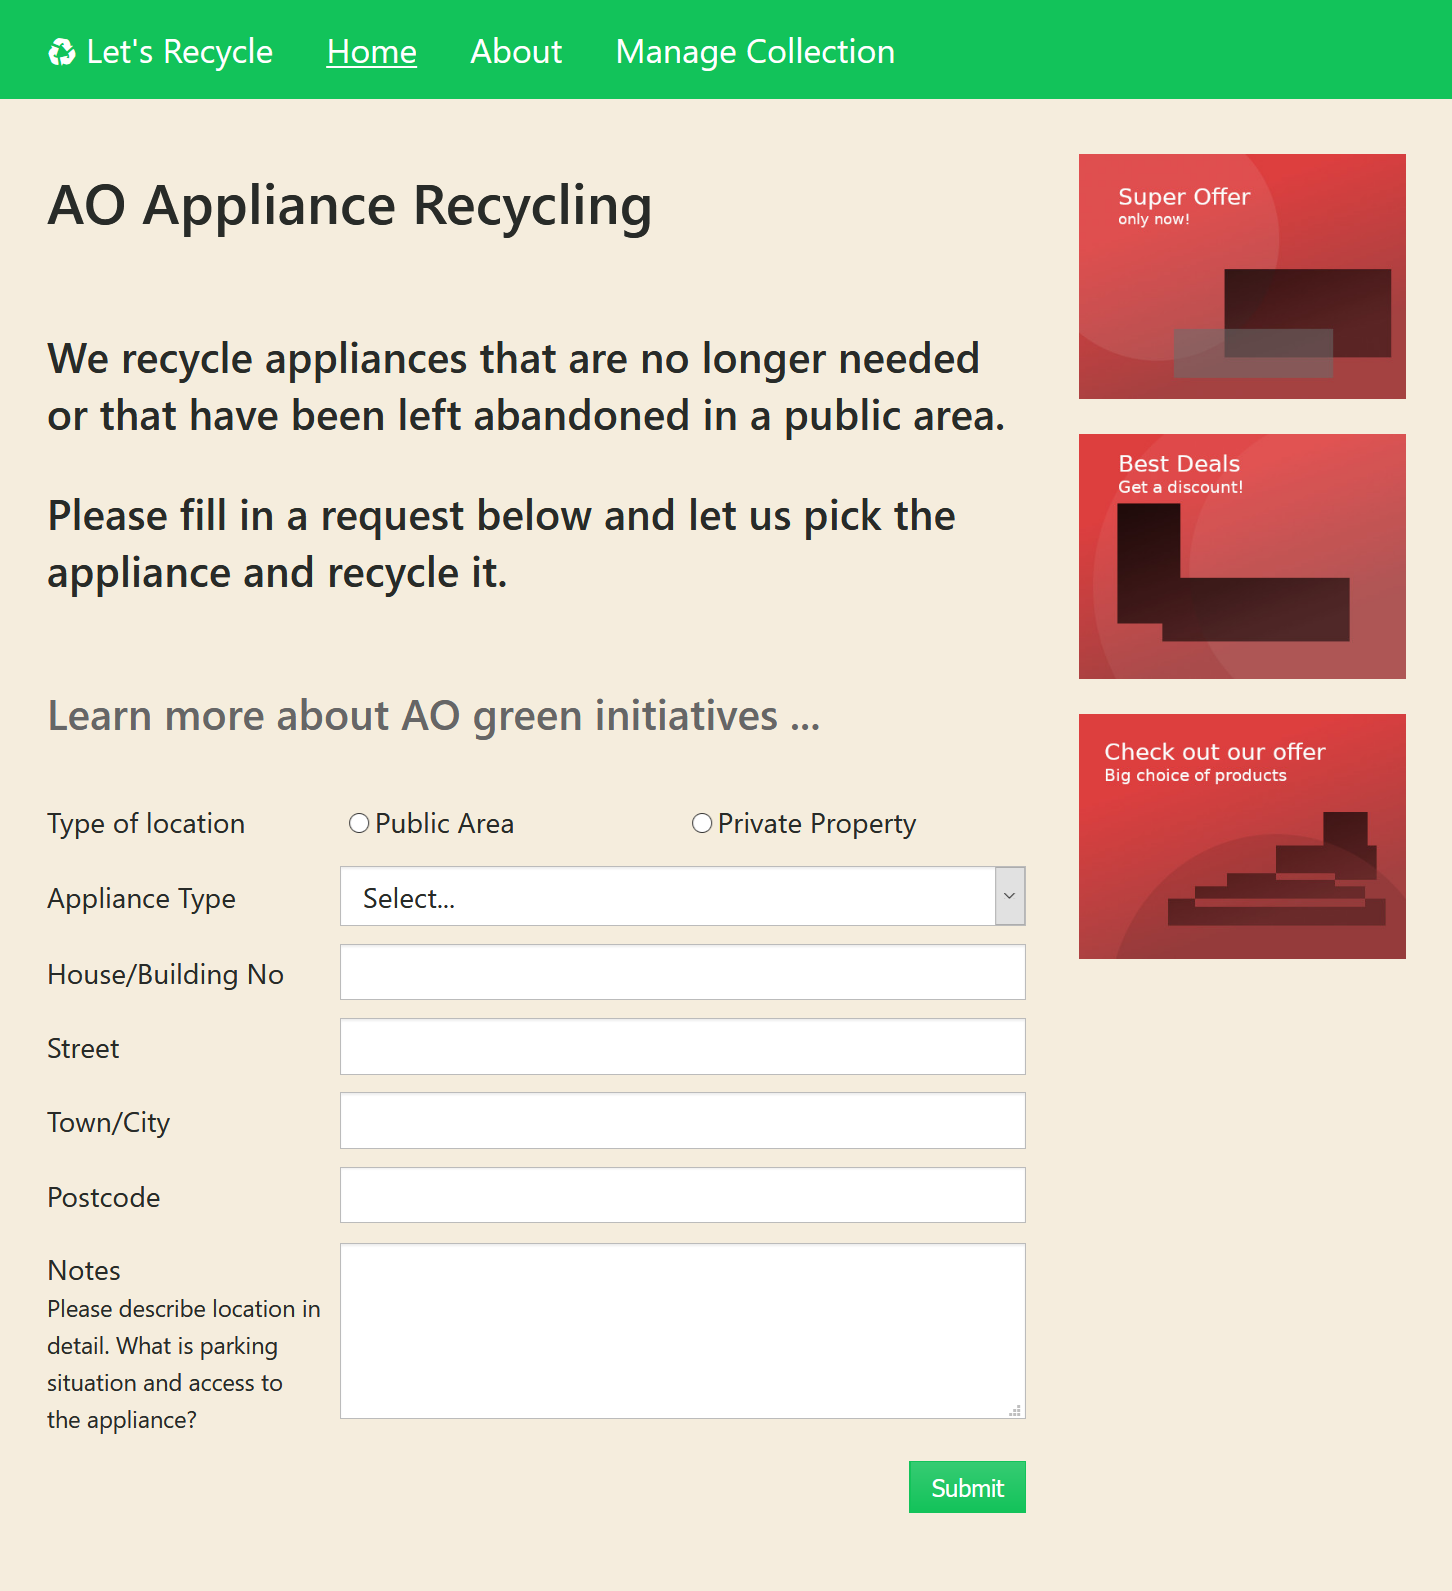 ♻ Let's Recycle Home About Manage Collection
AO Appliance Recycling
We recycle appliances that are no longer needed
or that have been left abandoned in a public area.
Please fill in a request below and let us pick the
appliance and recycle it.
Learn more about AO green initiatives ...
Type of location Public Area Private Property
Appliance Type Select...
House/Building No
Street
Town/City
Postcode
Notes
Please describe location in
detail. What is parking
situation and access to
the appliance?
Submit
Super Offer
only now!
Best Deals
Get a discount!
Check out our offer
Big choice of products